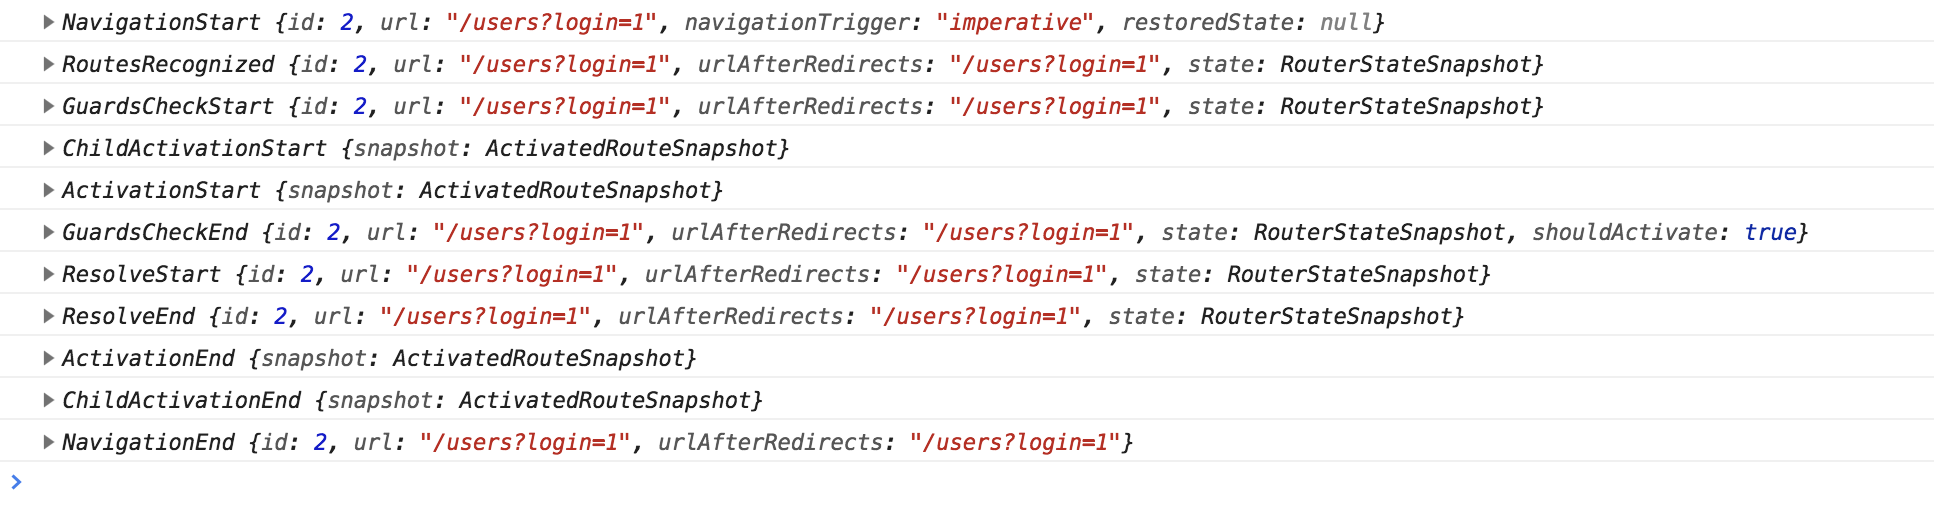 NavigationStart {id: 2, url: "/users?login=1", navigationTrigger: "imperative", restoredState: null}
RoutesRecognized {id: 2, url: "/users?login=1", urlAfterRedirects: "/users?login=1", state: RouterStateSnapshot}
GuardsCheckStart {id: 2, url: "/users?login=1", urlAfterRedirects: "/users?login=1", state: RouterStateSnapshot}
ChildActivationStart {snapshot: ActivatedRouteSnapshot}
ActivationStart {snapshot: ActivatedRouteSnapshot}
GuardsCheckEnd {id: 2, url: "/users?login=1", urlAfterRedirects: "/users?login=1", state: RouterStateSnapshot, shouldActivate: true}
ResolveStart {id: 2, url: "/users?login=1", urlAfterRedirects: "/users?login=1", state: RouterStateSnapshot}
ResolveEnd {id: 2, url: "/users?login=1", urlAfterRedirects: "/users?login=1", state: RouterStateSnapshot}
ActivationEnd {snapshot: ActivatedRouteSnapshot}
ChildActivationEnd {snapshot: ActivatedRouteSnapshot}
NavigationEnd {id: 2, url: "/users?login=1", urlAfterRedirects: "/users?login=1"}